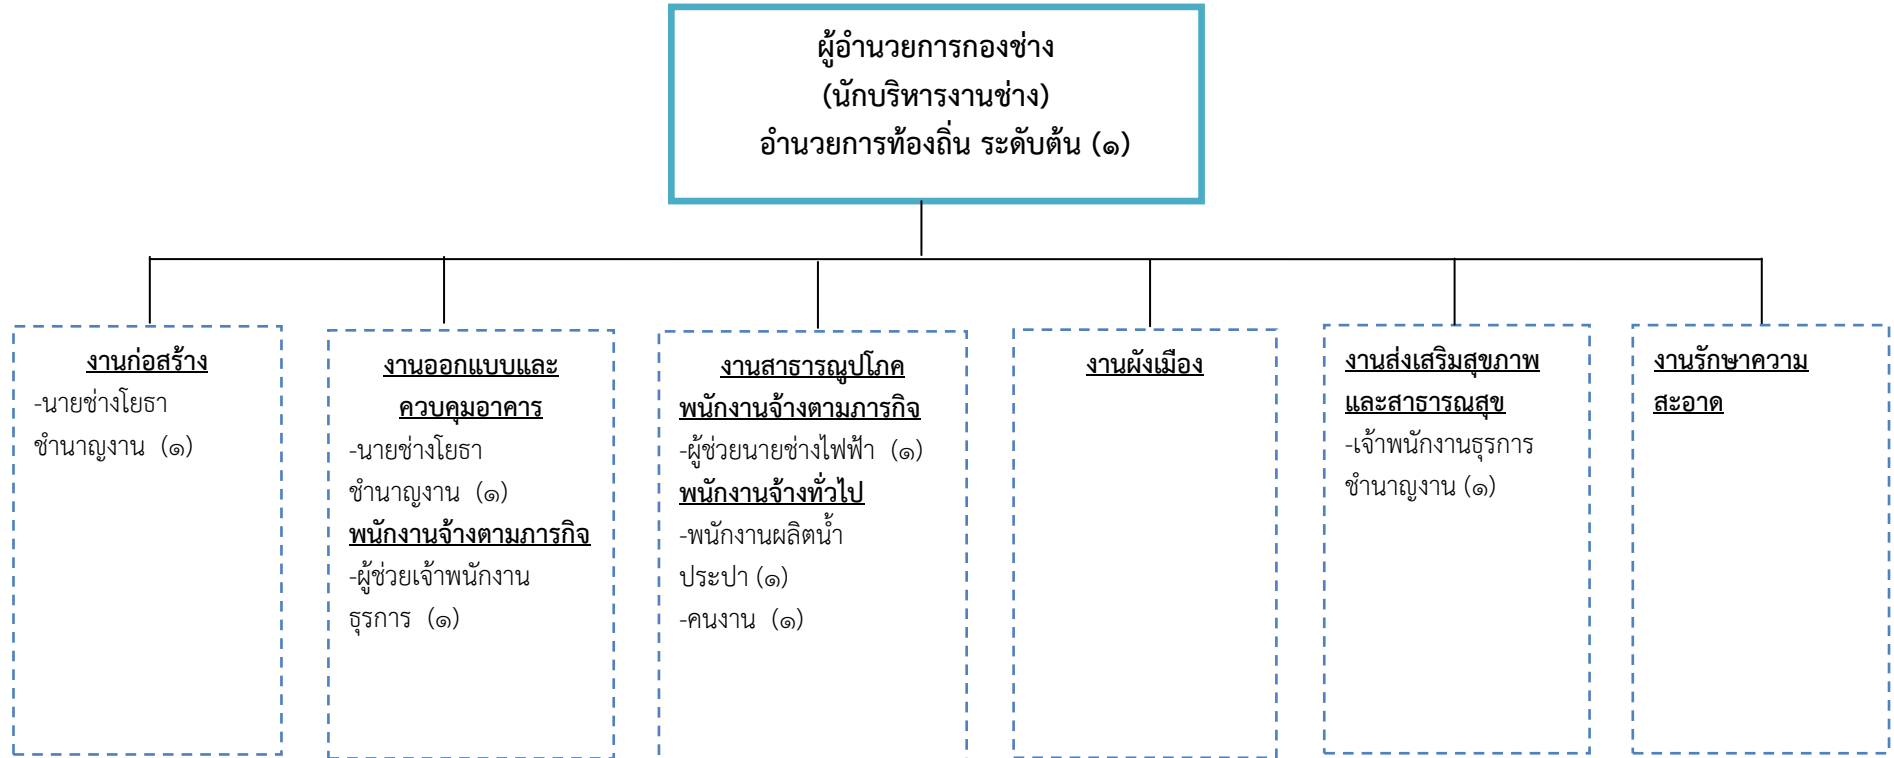 ผู้อำนวยการกองช่าง
(นักบริหารงานช่าง)
อำนวยการท้องถิ่น ระดับต้น (๑)
งานก่อสร้าง
-นายช่างโยธา
ชำนาญงาน (๑)
งานออกแบบและ
ควบคุมอาคาร
-นายช่างโยธา
ชำนาญงาน (๑)
พนักงานจ้างตามภารกิจ
-ผู้ช่วยเจ้าพนักงาน
ธุรการ (๑)
งานสาธารณูปโภค
พนักงานจ้างตามภารกิจ
-ผู้ช่วยนายช่างไฟฟ้า (๑)
พนักงานจ้างทั่วไป
-พนักงานผลิตน้ำ
ประปา (๑)
-คนงาน (๑)
งานผังเมือง
งานส่งเสริมสุขภาพ
และสาธารณสุข
-เจ้าพนักงานธุรการ
ชำนาญงาน (๑)
งานรักษาความ
สะอาด